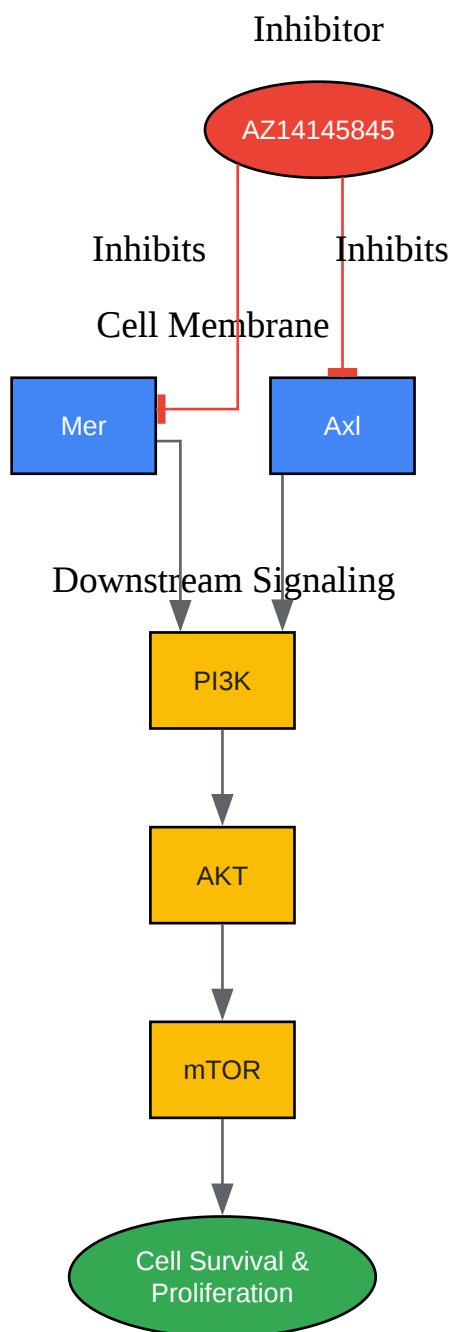 Inhibitor
AZ14145845
Inhibits
Inhibits
Cell Membrane
Mer
Axl
Downstream Signaling
PI3K
AKT
mTOR
Cell Survival &
Proliferation